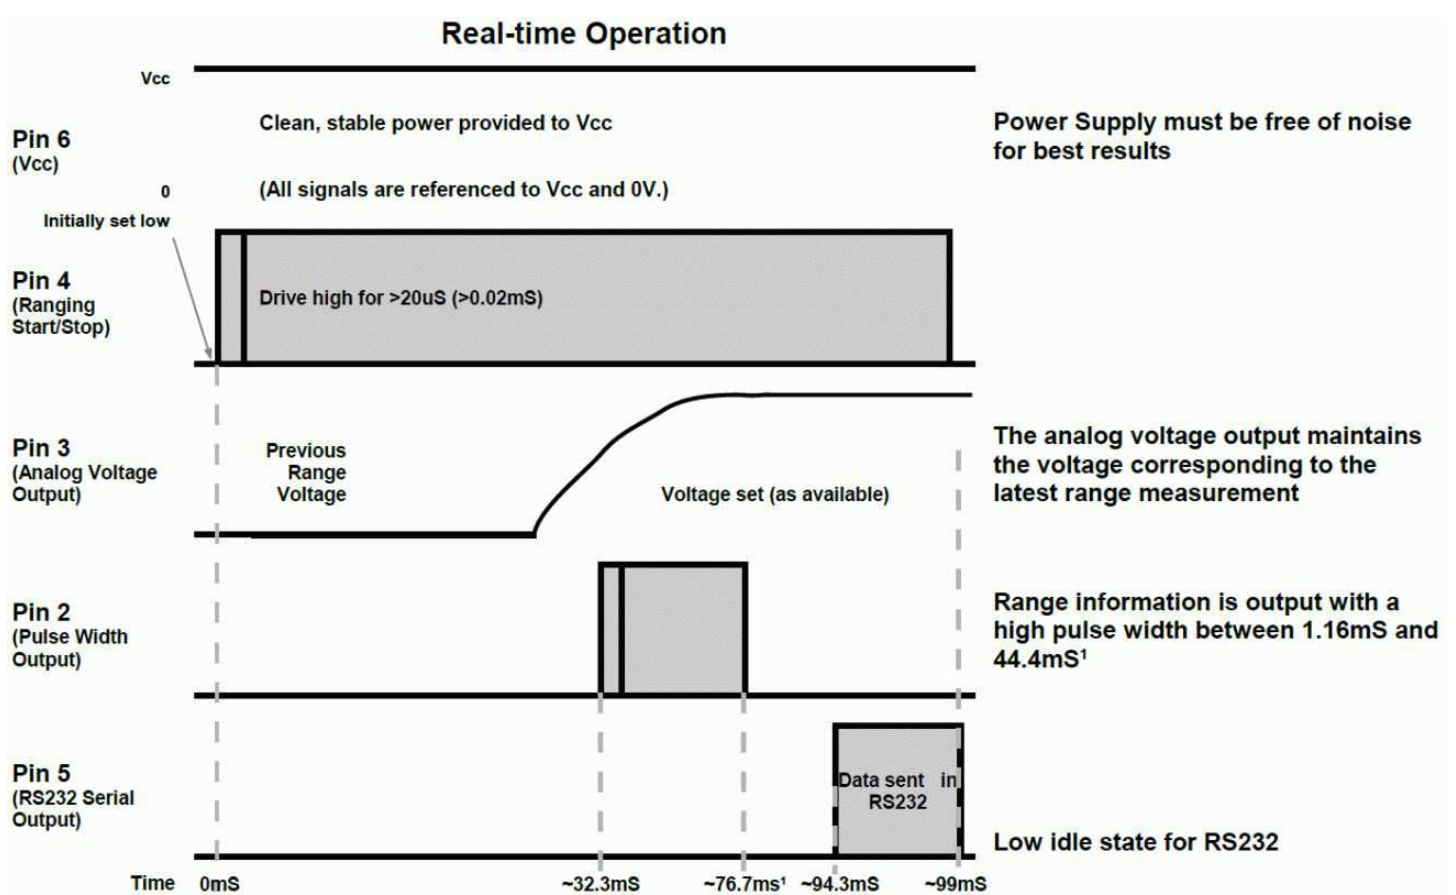 Real-time Operation
Vcc
Clean, stable power provided to Vcc
Power Supply must be free of noise
for best results
Pin 6
(Vcc)
0
(All signals are referenced to Vcc and 0V.)
Initially set low
Pin 4
(Ranging
Start/Stop)
Drive high for >20uS (>0.02mS)
Pin 3
(Analog Voltage
Output)
Previous
Range
Voltage
Voltage set (as available)
The analog voltage output maintains
the voltage corresponding to the
latest range measurement
Pin 2
(Pulse Width
Output)
Range information is output with a
high pulse width between 1.16mS and
44.4mS¹
Pin 5
(RS232 Serial
Output)
Data sent in
RS232
Low idle state for RS232
Time 0mS ~32.3mS ~76.7ms¹ ~94.3mS ~99mS